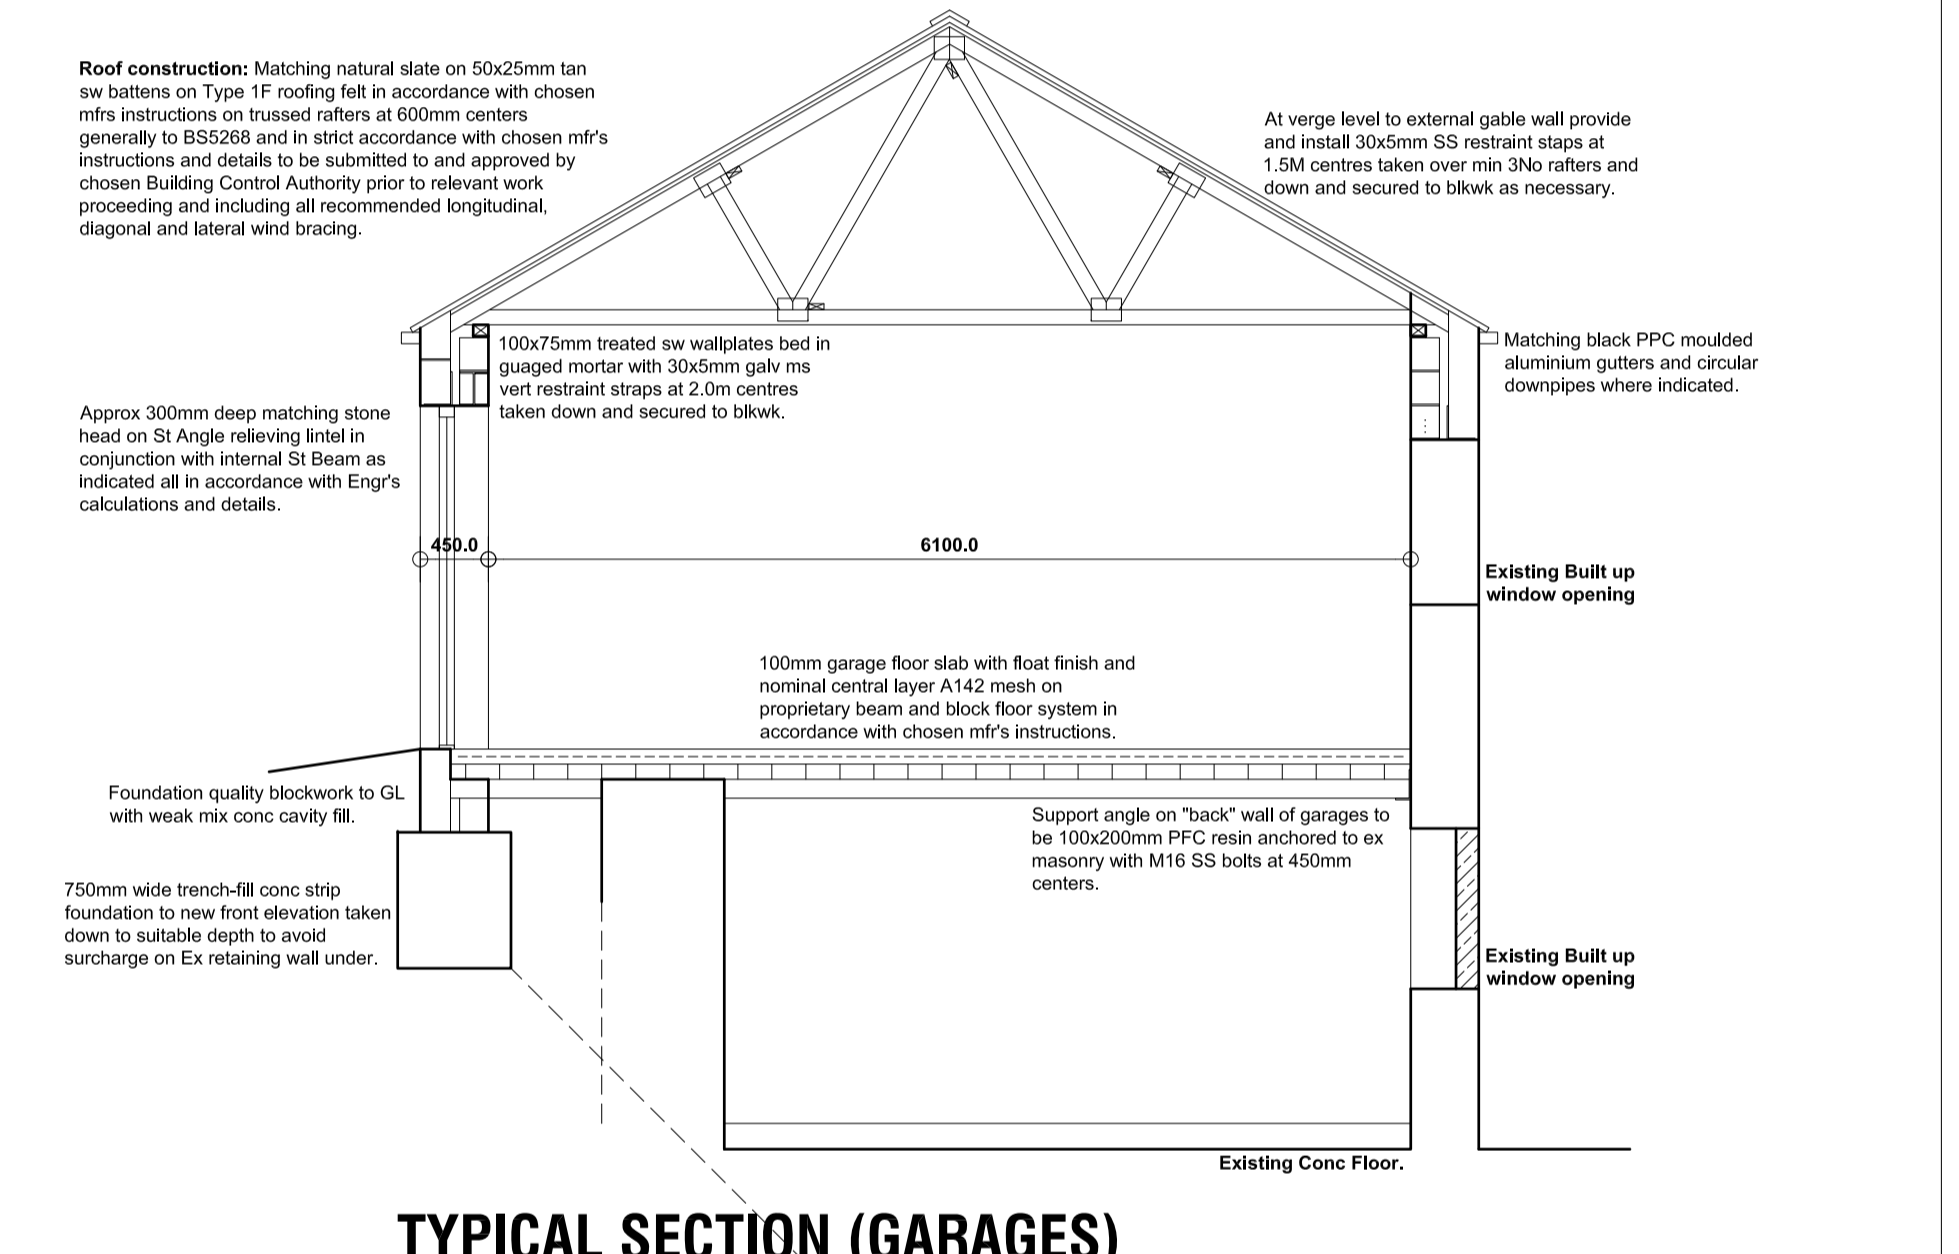 Roof construction: Matching natural slate on 50x25mm tan
sw battens on Type 1F roofing felt in accordance with chosen
mfrs instructions on trussed rafters at 600mm centers
generally to BS5268 and in strict accordance with chosen mfr's
instructions and details to be submitted to and approved by
chosen Building Control Authority prior to relevant work
proceeding and including all recommended longitudinal,
diagonal and lateral wind bracing.
At verge level to external gable wall provide
and install 30x5mm SS restraint staps at
1.5M centres taken over min 3No rafters and
down and secured to blkwk as necessary.
100x75mm treated sw wallplates bed in
guaged mortar with 30x5mm galv ms
vert restraint straps at 2.0m centres
taken down and secured to blkwk.
Matching black PPC moulded
aluminium gutters and circular
downpipes where indicated.
Approx 300mm deep matching stone
head on St Angle relieving lintel in
conjunction with internal St Beam as
indicated all in accordance with Engr's
calculations and details.
450.0
6100.0
Existing Built up
window opening
100mm garage floor slab with float finish and
nominal central layer A142 mesh on
proprietary beam and block floor system in
accordance with chosen mfr's instructions.
Foundation quality blockwork to GL
with weak mix conc cavity fill.
Support angle on "back" wall of garages to
be 100x200mm PFC resin anchored to ex
masonry with M16 SS bolts at 450mm
centers.
750mm wide trench-fill conc strip
foundation to new front elevation taken
down to suitable depth to avoid
surcharge on Ex retaining wall under.
Existing Built up
window opening
Existing Conc Floor.
TYPICAL SECTION (GARAGES)